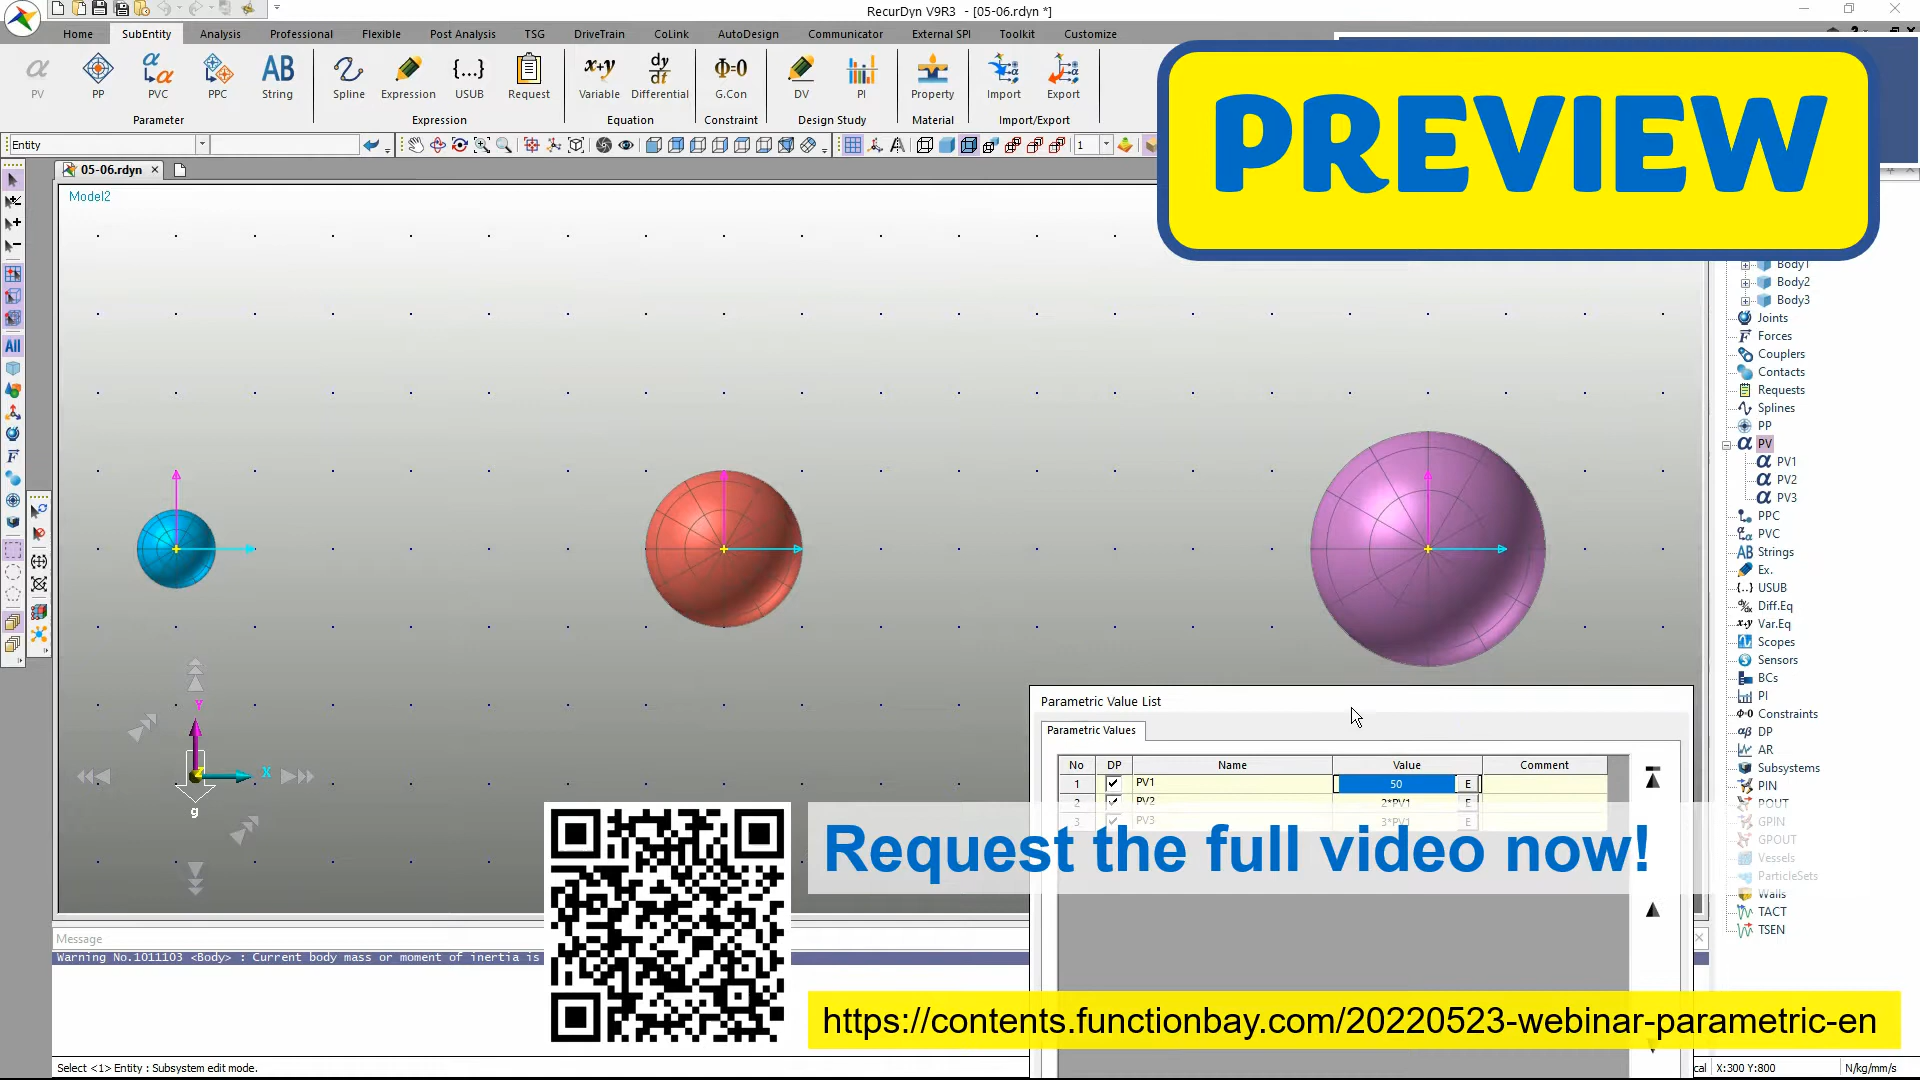 RecurDyn V9R3 - [05-06.rdyn *]
Home SubEntity Analysis Professional Flexible Post Analysis TSG DriveTrain CoLink AutoDesign Communicator External SPI Toolkit Customize
PV PP PVC PPC String Spline Expression USUB Request Variable Differential G.Con DV PI Property Import Export
Parameter Expression Equation Constraint Design Study Material Import/Export
PREVIEW
Entity
1
05-06.rdyn
Model2
All
Body1
Body2
Body3
Joints
Forces
Couplers
Contacts
Requests
Splines
PP
PV
PV1
PV2
PV3
PPC
PVC
Strings
Ex.
USUB
Diff.Eq
Var.Eq
Scopes
Sensors
BCs
PI
Constraints
DP
AR
Subsystems
PIN
POUT
GPIN
GPOUT
Vessels
ParticleSets
Walls
TACT
TSEN
Y
X
Z
g
Parametric Value List
Parametric Values
No DP Name Value Comment
1 PV1 50 E
2 PV2 2*PV1 E
3 PV3 3*PV1 E
Request the full video now!
Message
Warning No.1011103 <Body> : Current body mass or moment of inertia is
https://contents.functionbay.com/20220523-webinar-parametric-en
Select <1> Entity : Subsystem edit mode.
X:300 Y:800
N/kg/mm/s